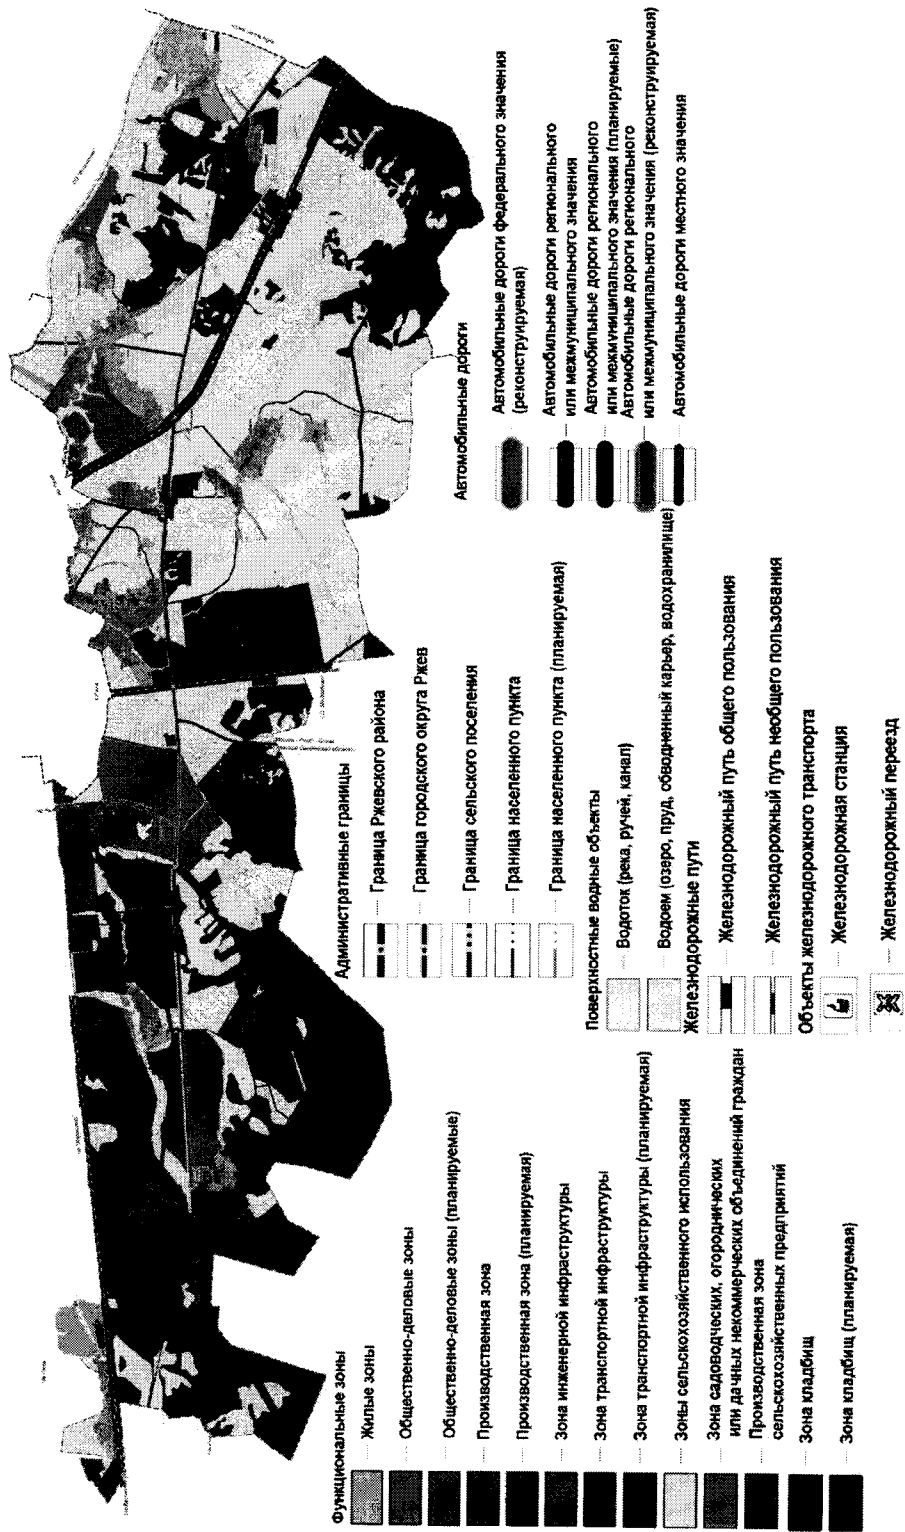 Функциональные зоны
Жилые зоны
Общественно-деловые зоны
Общественно-деловые зоны (планируемые)
Производственная зона
Производственная зона (планируемая)
Зона инженерной инфраструктуры
Зона транспортной инфраструктуры
Зона транспортной инфраструктуры (планируемая)
Зоны сельскохозяйственного использования
Зона садоводческих, огороднических
или дачных некоммерческих объединений граждан
Производственная зона
сельскохозяйственных предприятий
Зона кладбищ
Зона кладбищ (планируемая)
Административные границы
Граница Ржевского района
Граница городского округа Ржев
Граница сельского поселения
Граница населенного пункта
Граница населенного пункта (планируемая)
Поверхностные водные объекты
Водоток (река, ручей, канал)
Водоем (озеро, пруд, обводненный карьер, водохранилище)
Железнодорожные пути
Железнодорожный путь общего пользования
Железнодорожный путь необщего пользования
Объекты железнодорожного транспорта
Железнодорожная станция
Железнодорожный переезд
Автомобильные дороги
Автомобильные дороги федерального значения
(реконструируемая)
Автомобильные дороги регионального
или межмуниципального значения
Автомобильные дороги регионального
или межмуниципального значения (планируемые)
Автомобильные дороги регионального
или межмуниципального значения (реконструируемая)
Автомобильные дороги местного значения